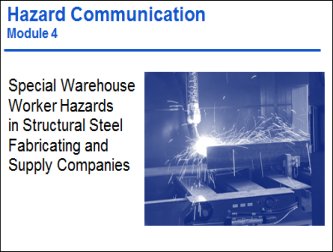 Hazard Communication
Module 4
Special Warehouse
Worker Hazards
in Structural Steel
Fabricating and
Supply Companies